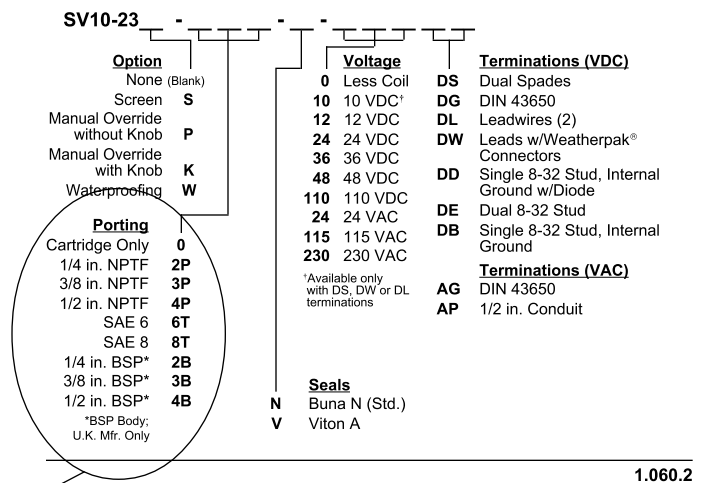 SV10-23 __ - ___ - _ - ___ __
Option
None (Blank)
Screen S
Manual Override
without Knob P
Manual Override
with Knob K
Waterproofing W
Porting
Cartridge Only 0
1/4 in. NPTF 2P
3/8 in. NPTF 3P
1/2 in. NPTF 4P
SAE 6 6T
SAE 8 8T
1/4 in. BSP* 2B
3/8 in. BSP* 3B
1/2 in. BSP* 4B
*BSP Body;
U.K. Mfr. Only
Voltage
0 Less Coil
10 10 VDC†
12 12 VDC
24 24 VDC
36 36 VDC
48 48 VDC
110 110 VDC
24 24 VAC
115 115 VAC
230 230 VAC
†Available only
with DS, DW or DL
terminations
Seals
N Buna N (Std.)
V Viton A
Terminations (VDC)
DS Dual Spades
DG DIN 43650
DL Leadwires (2)
DW Leads w/Weatherpak®
Connectors
DD Single 8-32 Stud, Internal
Ground w/Diode
DE Dual 8-32 Stud
DB Single 8-32 Stud, Internal
Ground
Terminations (VAC)
AG DIN 43650
AP 1/2 in. Conduit
1.060.2